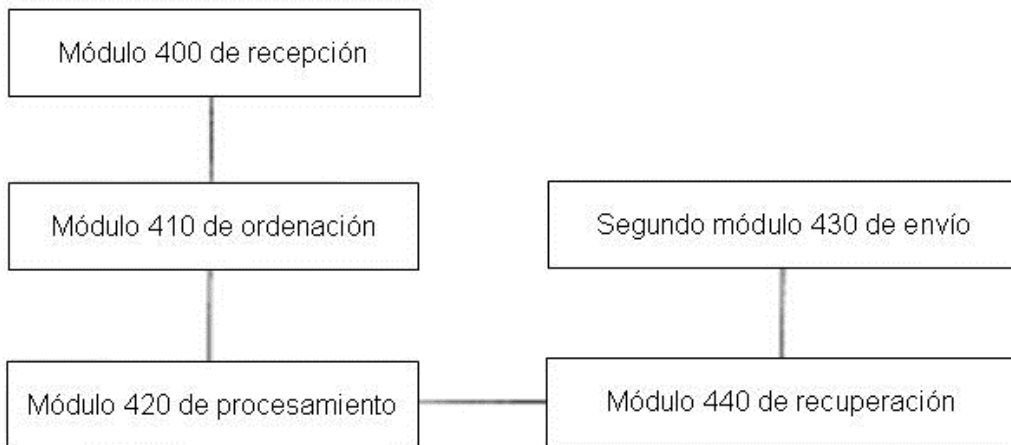 Módulo 400 de recepción
Módulo 410 de ordenación
Segundo módulo 430 de envío
Módulo 420 de procesamiento
Módulo 440 de recuperación